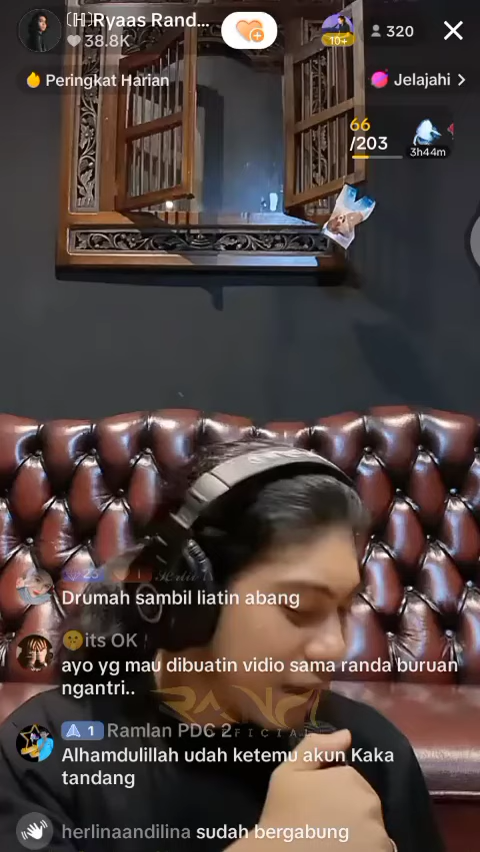 🄷Ryaas Rand...
38.8K
10+
320
Peringkat Harian
Jelajahi
66
/203
3h44m
Drumah sambil liatin abang
its OK
ayo yg mau dibuatin vidio sama randa buruan
ngantri..
1 Ramlan PDC 2
Alhamdulillah udah ketemu akun Kaka
tandang
herlinaandilina sudah bergabung